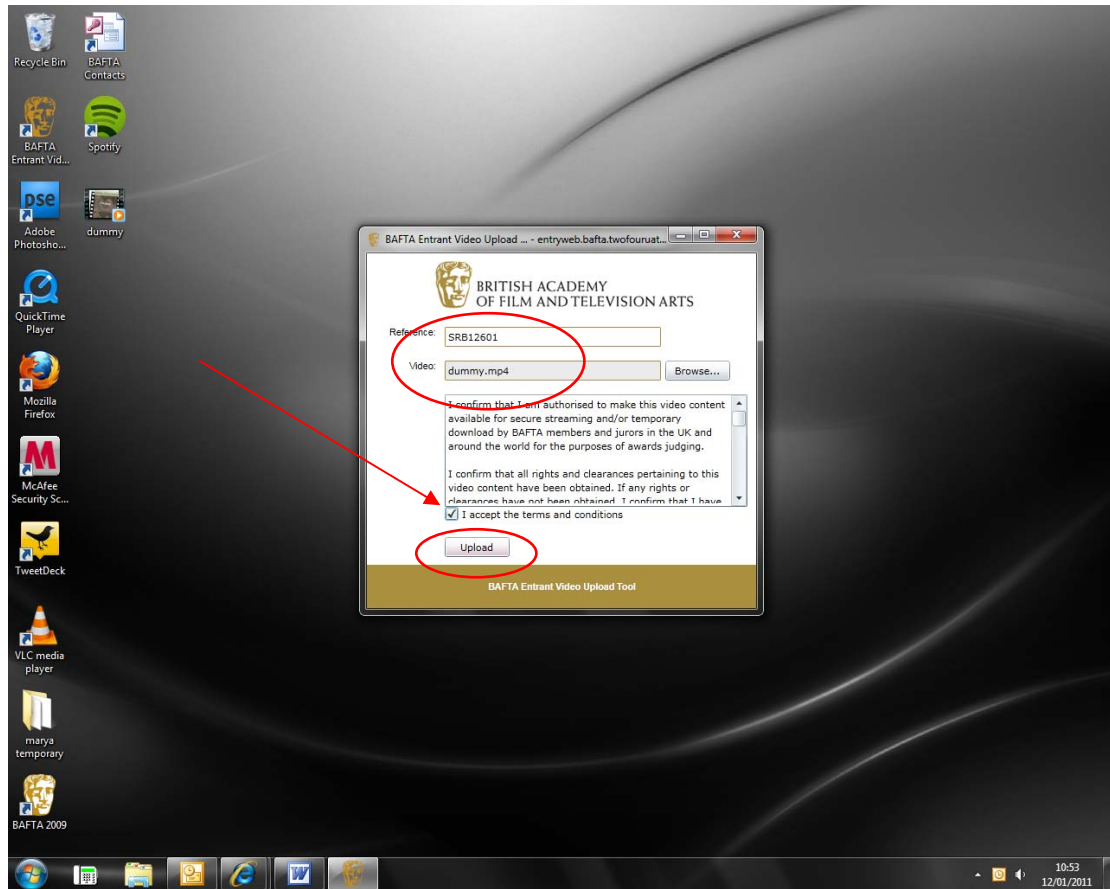 Recycle Bin
BAFTA
Contacts
BAFTA
Entrant Vid...
Spotify
pse
Adobe
Photosho...
dummy
QuickTime
Player
Mozilla
Firefox
McAfee
Security Sc...
TweetDeck
VLC media
player
marya
temporary
BAFTA 2009
BAFTA Entrant Video Upload ... - entryweb.bafta.twofouruat...
BRITISH ACADEMY
OF FILM AND TELEVISION ARTS
Reference:
SRB12601
Video:
dummy.mp4
Browse...
I confirm that I am authorised to make this video content
available for secure streaming and/or temporary
download by BAFTA members and jurors in the UK and
around the world for the purposes of awards judging.
I confirm that all rights and clearances pertaining to this
video content have been obtained. If any rights or
clearances have not been obtained, I confirm that I have
I accept the terms and conditions
Upload
BAFTA Entrant Video Upload Tool
10:53
12/01/2011